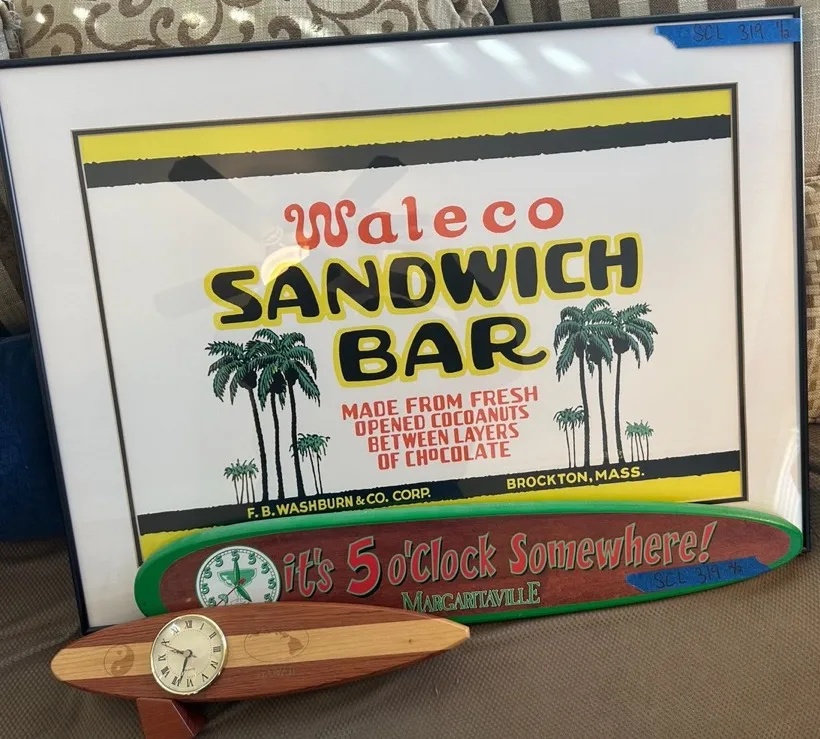 SCL 319 1/2
Waleco
SANDWICH
BAR
MADE FROM FRESH
OPENED COCOANUTS
BETWEEN LAYERS
OF CHOCOLATE
F.B. WASHBURN & CO. CORP.
BROCKTON, MASS.
it's 5 o'Clock Somewhere!
MARGARITAVILLE
SCL 319 2/2